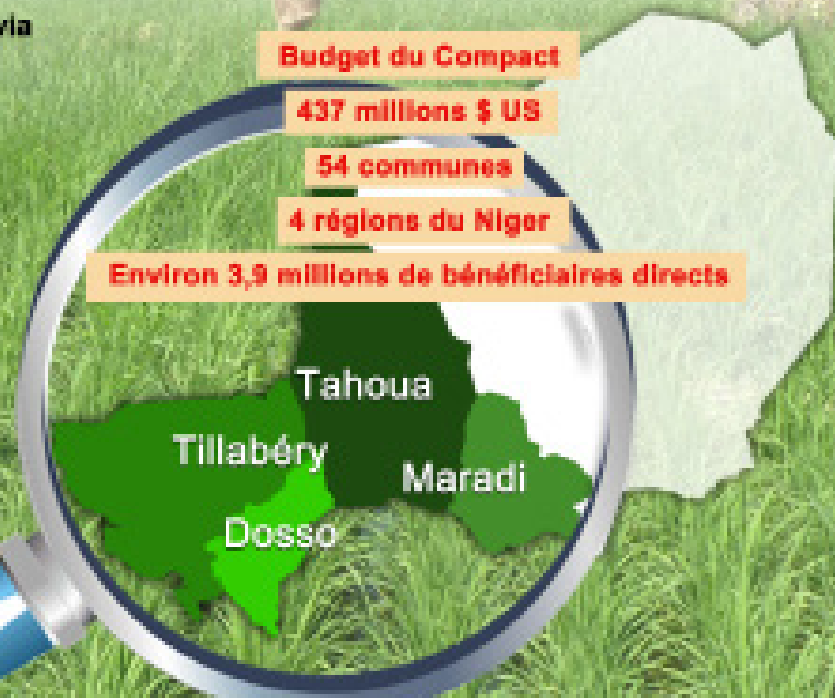 via
Budget du Compact
437 millions $ US
54 communes
4 régions du Niger
Environ 3,9 millions de bénéficiaires directs
Tahoua
Tillabéry
Maradi
Dosso